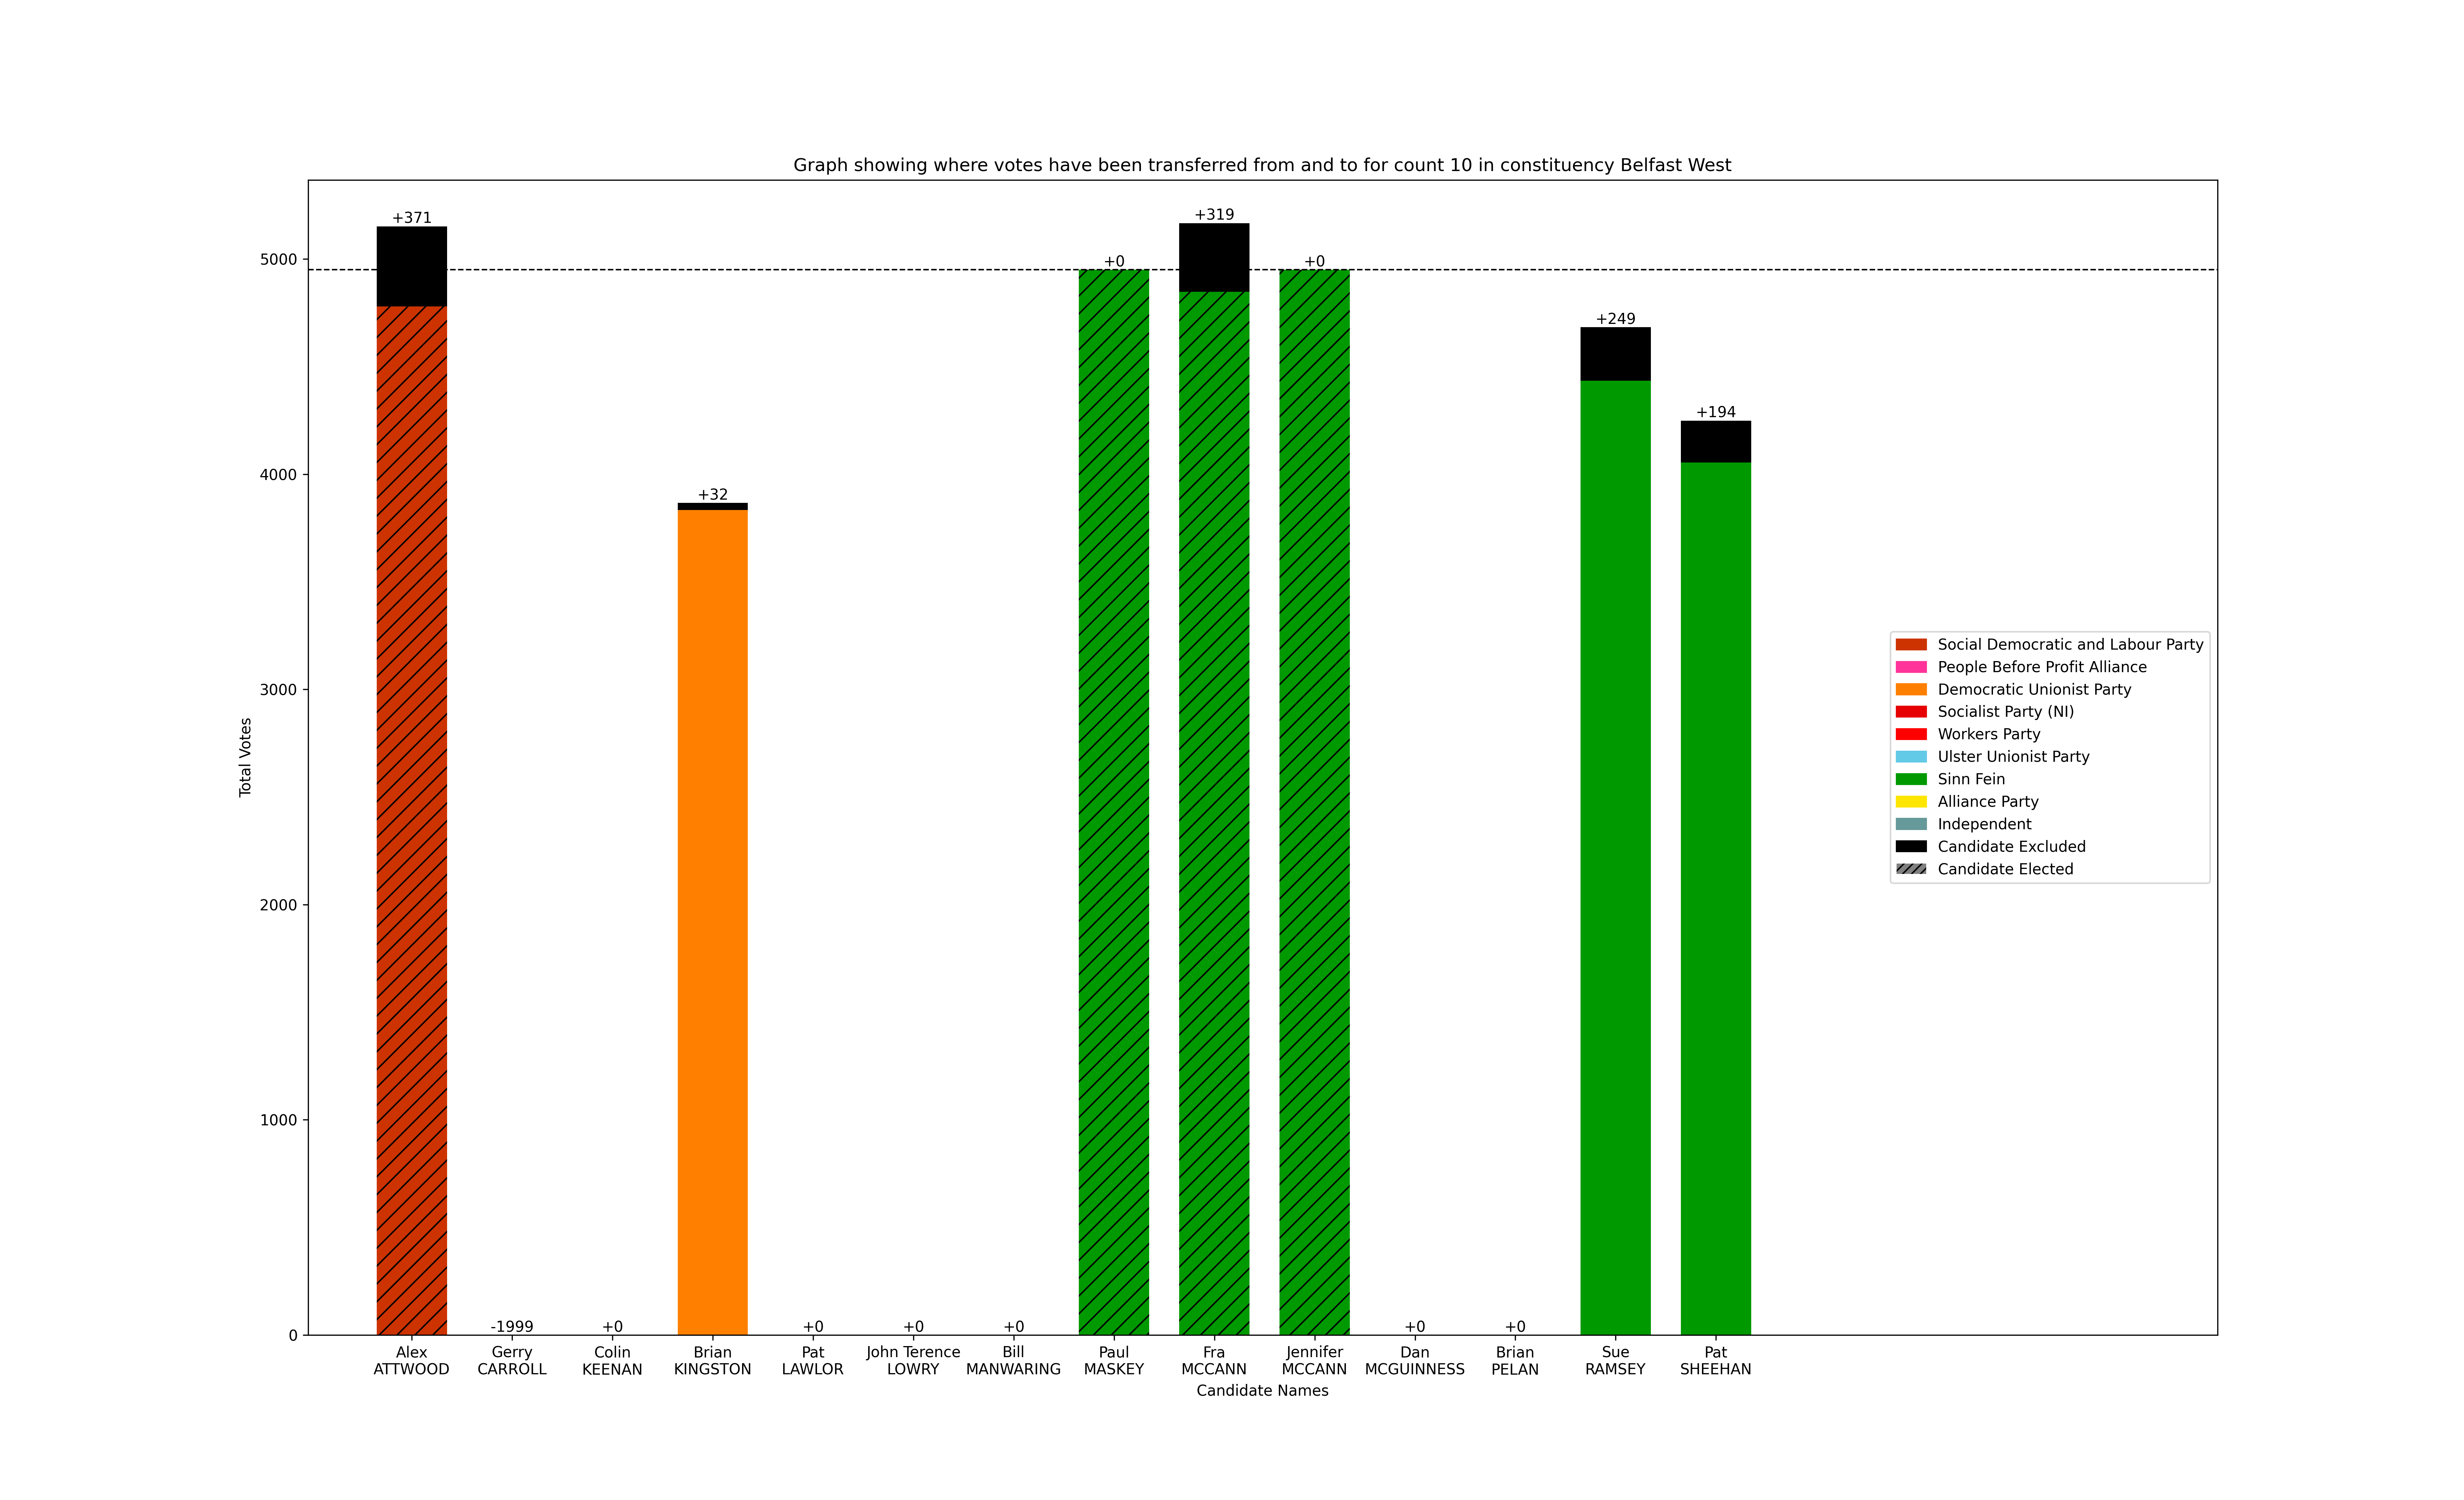 Graph showing where votes have been transferred from and to for count 10 in constituency Belfast West
Total Votes
5000
4000
3000
2000
1000
0
+371
-1999
+0
+32
+0
+0
+0
+0
+319
+0
+0
+0
+249
+194
Alex
ATTWOOD
Gerry
CARROLL
Colin
KEENAN
Brian
KINGSTON
Pat
LAWLOR
John Terence
LOWRY
Bill
MANWARING
Paul
MASKEY
Fra
MCCANN
Jennifer
MCCANN
Dan
MCGUINNESS
Brian
PELAN
Sue
RAMSEY
Pat
SHEEHAN
Candidate Names
Social Democratic and Labour Party
People Before Profit Alliance
Democratic Unionist Party
Socialist Party (NI)
Workers Party
Ulster Unionist Party
Sinn Fein
Alliance Party
Independent
Candidate Excluded
Candidate Elected